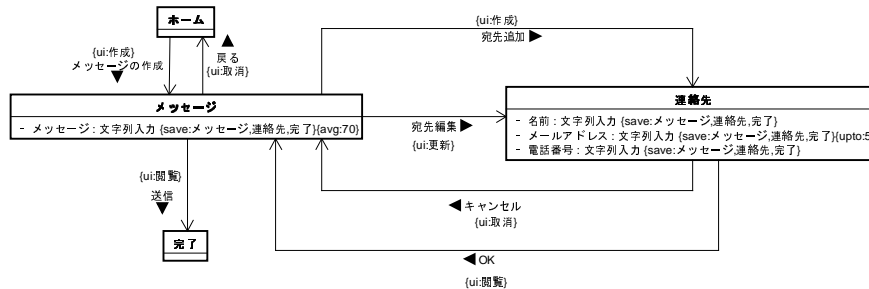 ホーム
{ui:作成}
メッセージの作成
戻る
{ui:取消}
{ui:作成}
宛先追加
メッセージ
- メッセージ : 文字列入力 {save:メッセージ,連絡先,完了}{avg:70}
宛先編集
{ui:更新}
連絡先
- 名前 : 文字列入力 {save:メッセージ,連絡先,完了}
- メールアドレス : 文字列入力 {save:メッセージ,連絡先,完了}{upto:5
- 電話番号 : 文字列入力 {save:メッセージ,連絡先,完了}
{ui:閲覧}
送信
キャンセル
{ui:取消}
完了
OK
{ui:閲覧}